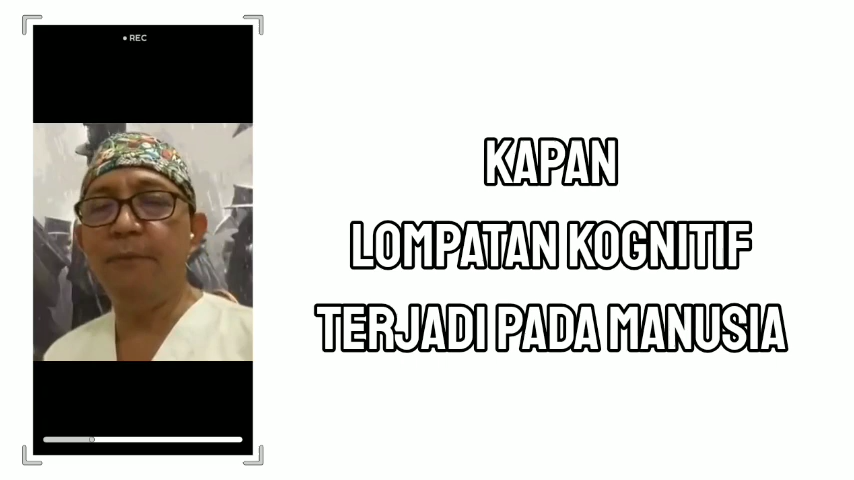 REC
KAPAN
LOMPATAN KOGNITIF
TERJADI PADA MANUSIA